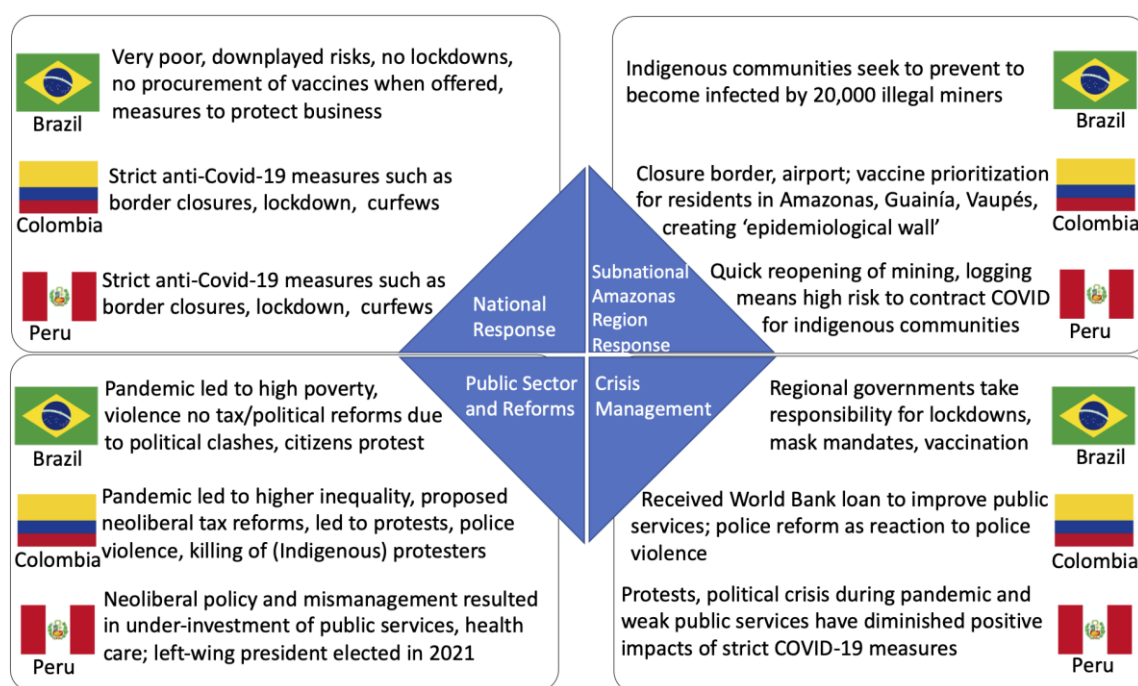 Very poor, downplayed risks, no lockdowns,
no procurement of vaccines when offered,
measures to protect business
Brazil
Strict anti-Covid-19 measures such as
border closures, lockdown, curfews
Colombia
Strict anti-Covid-19 measures such as
border closures, lockdown, curfews
Peru
National
Response
Indigenous communities seek to prevent to
become infected by 20,000 illegal miners
Brazil
Closure border, airport; vaccine prioritization
for residents in Amazonas, Guainía, Vaupés,
creating ‘epidemiological wall’
Colombia
Quick reopening of mining, logging
means high risk to contract COVID
for indigenous communities
Peru
Subnational
Amazonas
Region
Response
Pandemic led to high poverty,
violence no tax/political reforms due
to political clashes, citizens protest
Brazil
Pandemic led to higher inequality, proposed
neoliberal tax reforms, led to protests, police
violence, killing of (Indigenous) protesters
Colombia
Neoliberal policy and mismanagement resulted
in under-investment of public services, health
care; left-wing president elected in 2021
Peru
Public Sector
and Reforms
Crisis
Management
Regional governments take
responsibility for lockdowns,
mask mandates, vaccination
Brazil
Received World Bank loan to improve public
services; police reform as reaction to police
violence
Colombia
Protests, political crisis during pandemic and
weak public services have diminished positive
impacts of strict COVID-19 measures
Peru